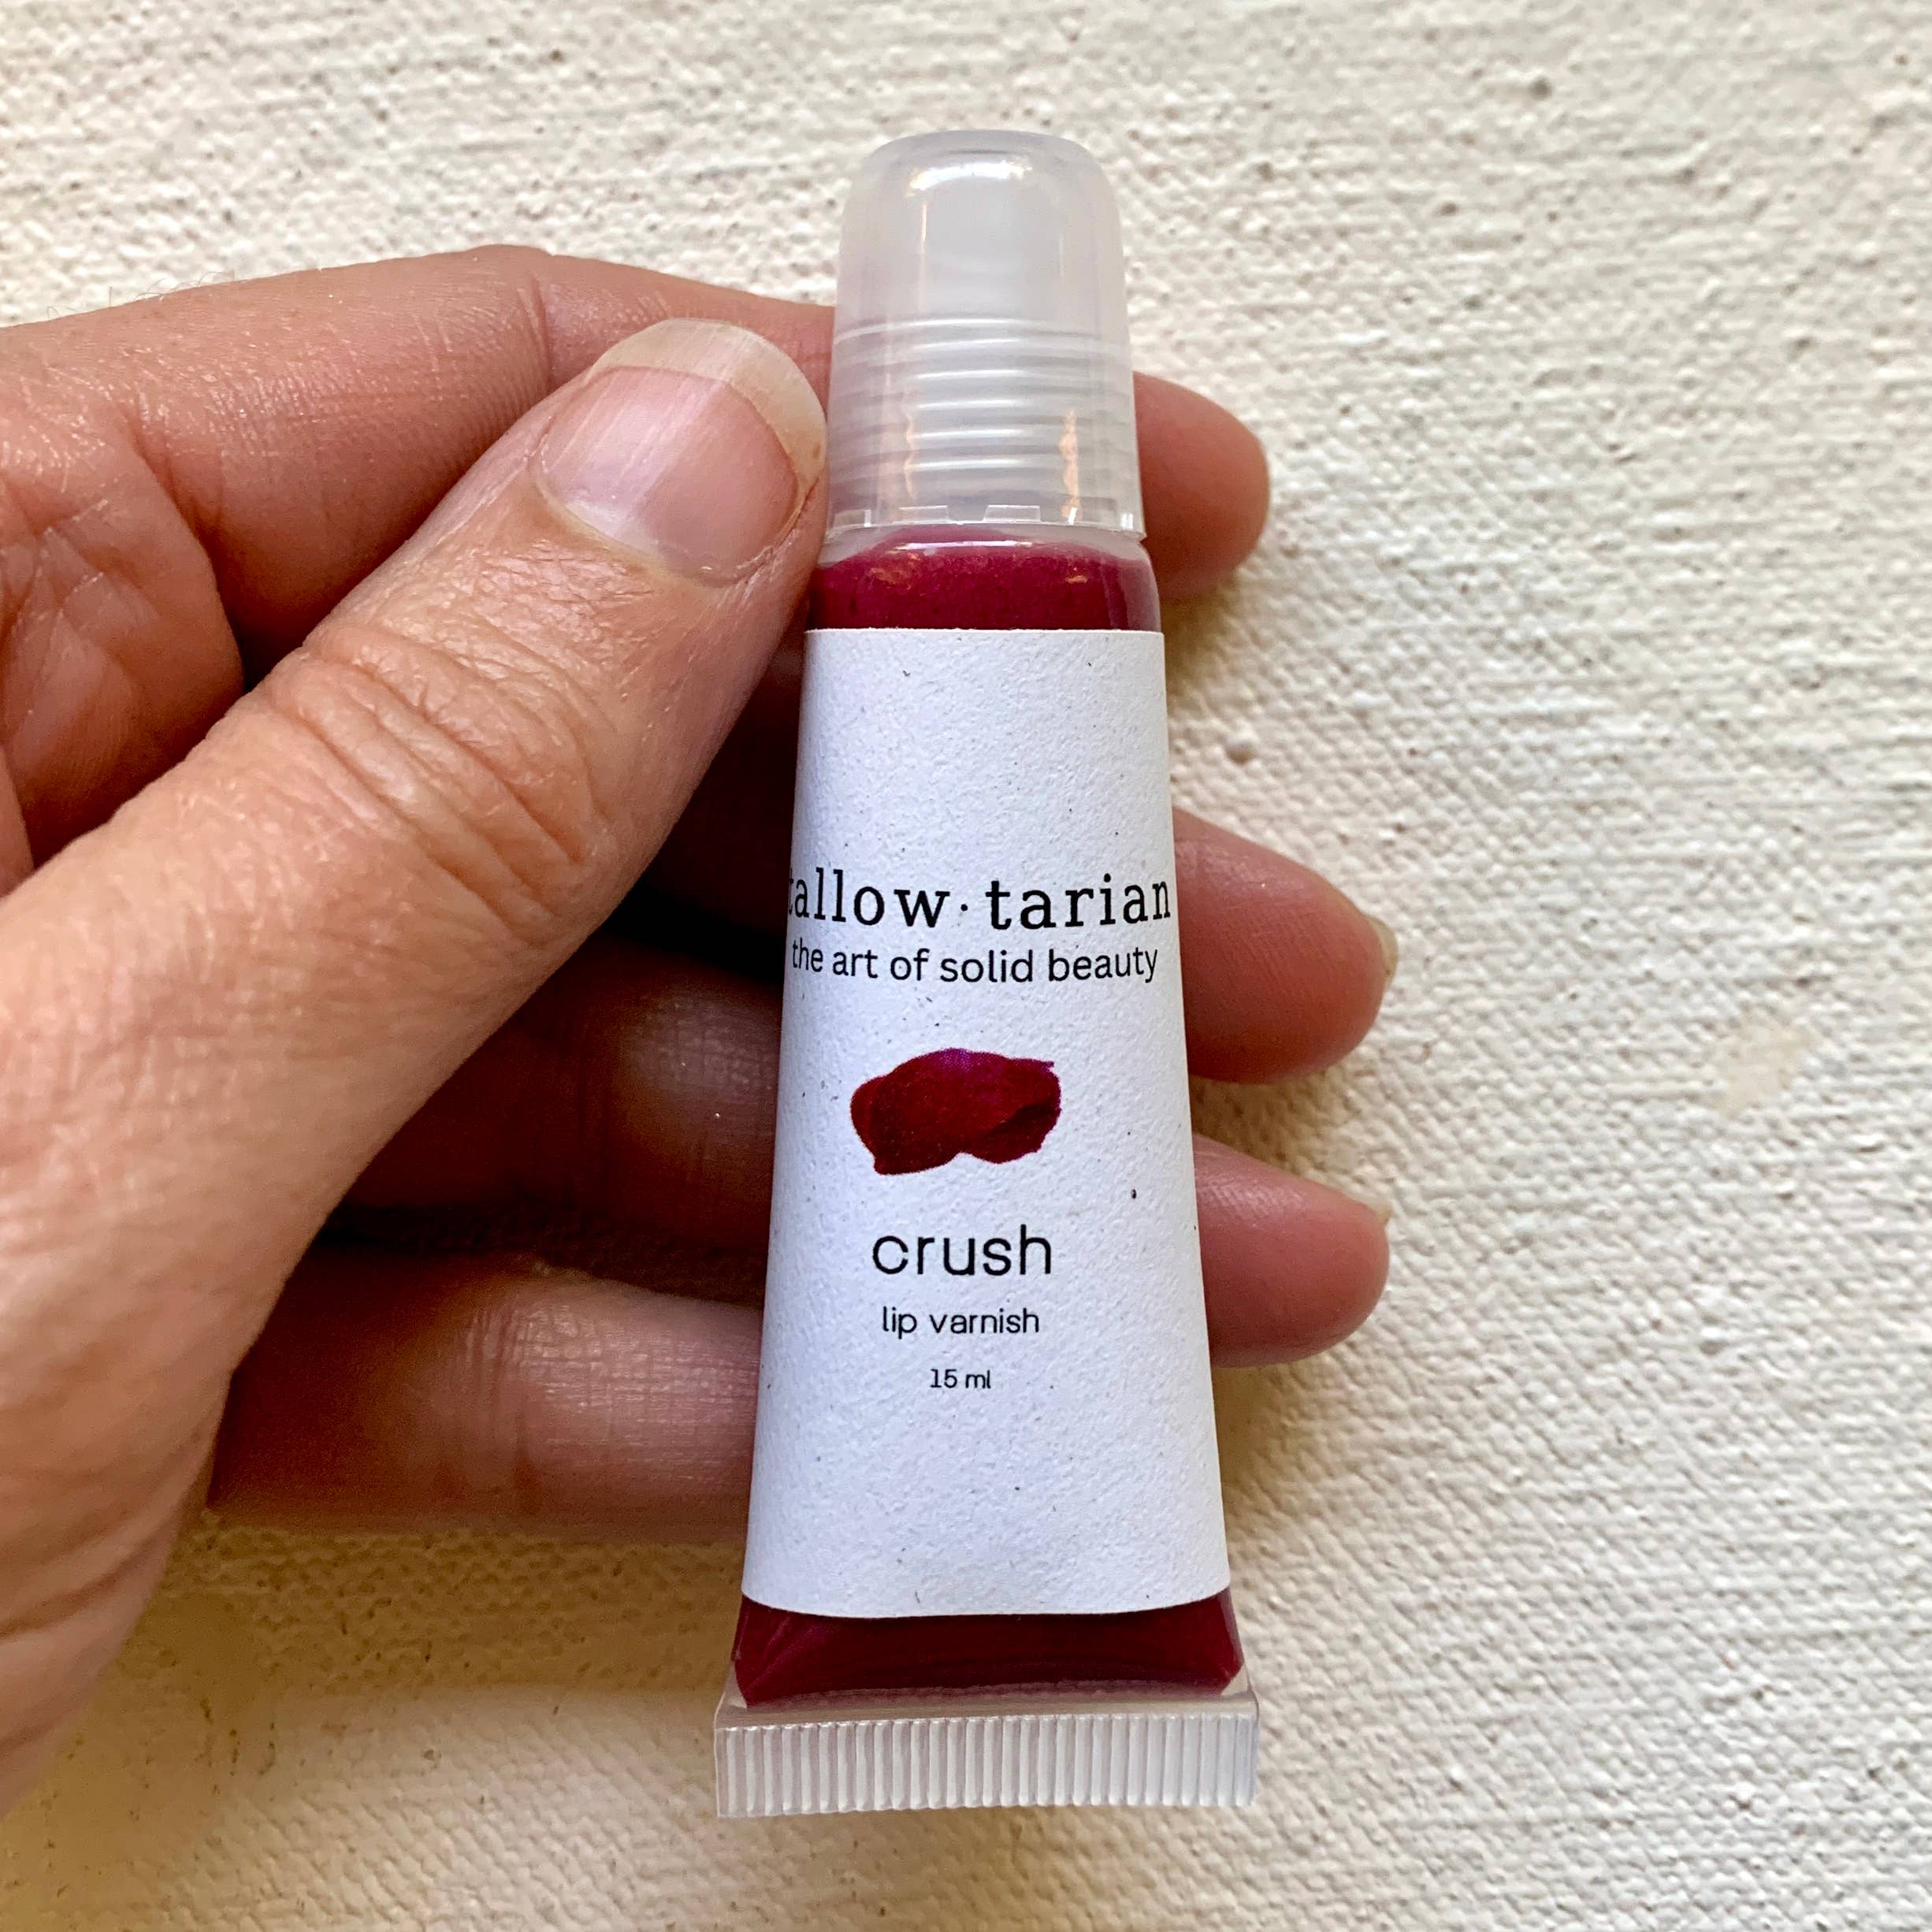 tallow·tarian
the art of solid beauty
crush
lip varnish
15 ml